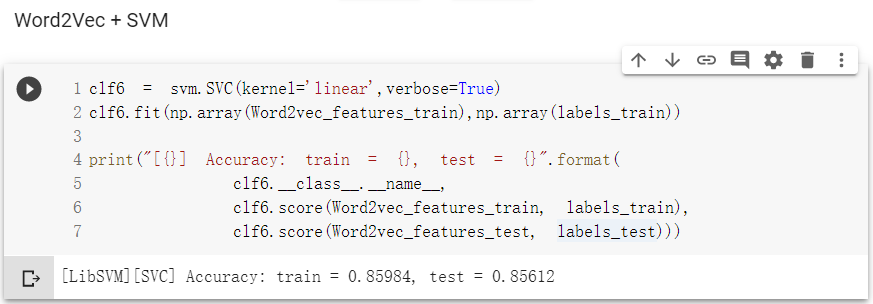 Word2Vec + SVM
1 clf6 = svm.SVC(kernel='linear',verbose=True)
2 clf6.fit(np.array(Word2vec_features_train),np.array(labels_train))
3
4 print("[{}] Accuracy: train = {}, test = {}".format(
5 clf6.__class__.__name__,
6 clf6.score(Word2vec_features_train, labels_train),
7 clf6.score(Word2vec_features_test, labels_test)))
[LibSVM][SVC] Accuracy: train = 0.85984, test = 0.85612